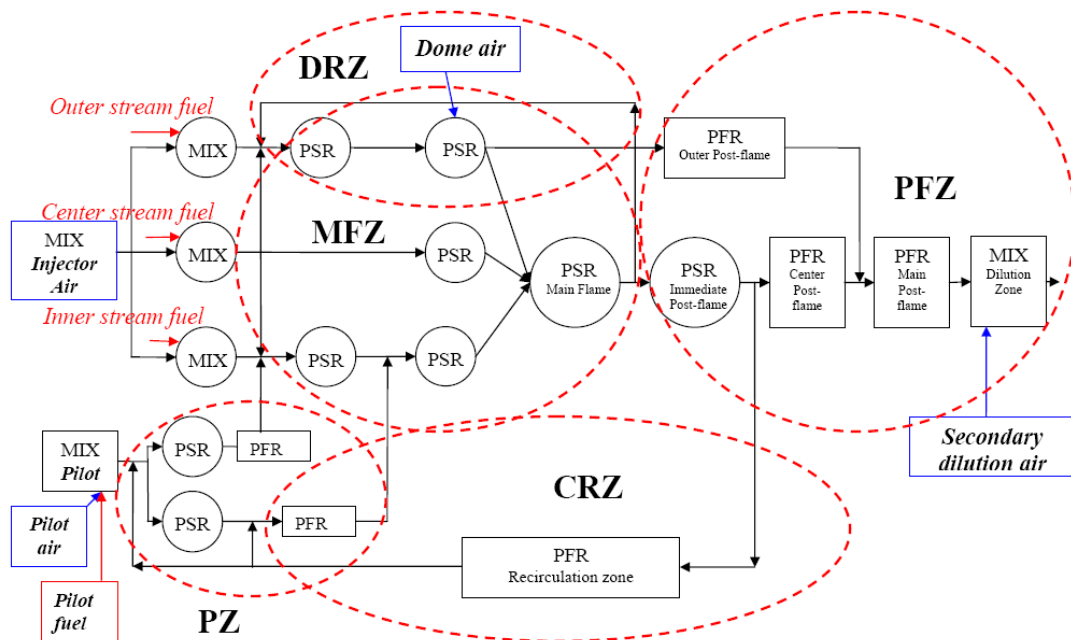 DRZ
Dome air
Outer stream fuel
MIX
PSR
PSR
PFR
Outer Post-flame
PFZ
Center stream fuel
MIX
Injector
Air
MIX
MFZ
PSR
PSR
Main Flame
PSR
Immediate
Post-flame
PFR
Center
Post-
flame
PFR
Main
Post-
flame
MIX
Dilution
Zone
Inner stream fuel
MIX
PSR
PSR
MIX
Pilot
PSR
PFR
PSR
PFR
CRZ
Secondary
dilution air
Pilot
air
PFR
Recirculation zone
Pilot
fuel
PZ